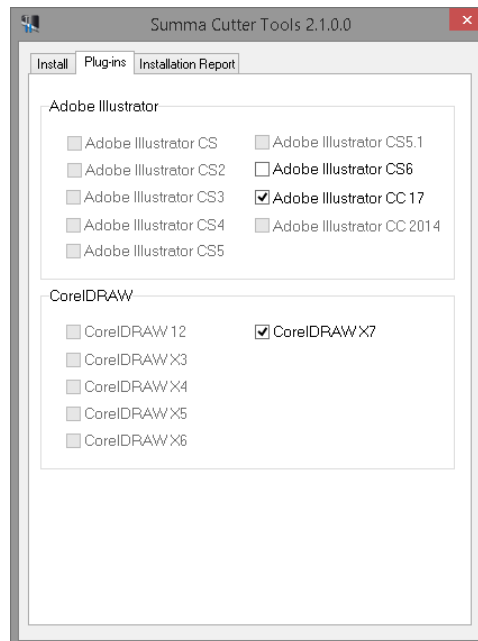 Summa Cutter Tools 2.1.0.0
Install Plug-ins Installation Report
Adobe Illustrator
Adobe Illustrator CS
Adobe Illustrator CS2
Adobe Illustrator CS3
Adobe Illustrator CS4
Adobe Illustrator CS5
Adobe Illustrator CS5.1
Adobe Illustrator CS6
Adobe Illustrator CC 17
Adobe Illustrator CC 2014
CorelDRAW
CorelDRAW 12
CorelDRAW X3
CorelDRAW X4
CorelDRAW X5
CorelDRAW X6
CorelDRAW X7